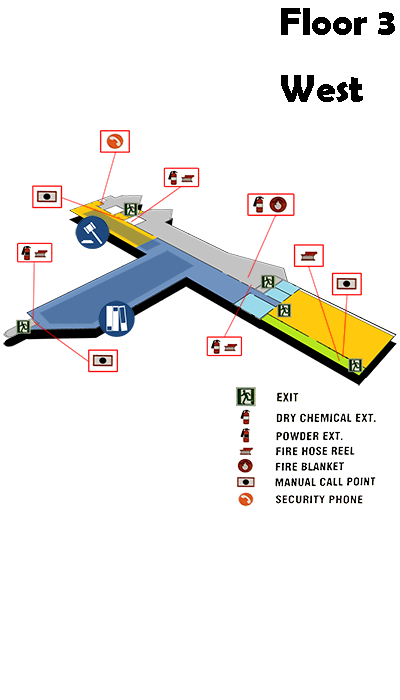 Floor 3
West
EXIT
DRY CHEMICAL EXT.
POWDER EXT.
FIRE HOSE REEL
FIRE BLANKET
MANUAL CALL POINT
SECURITY PHONE